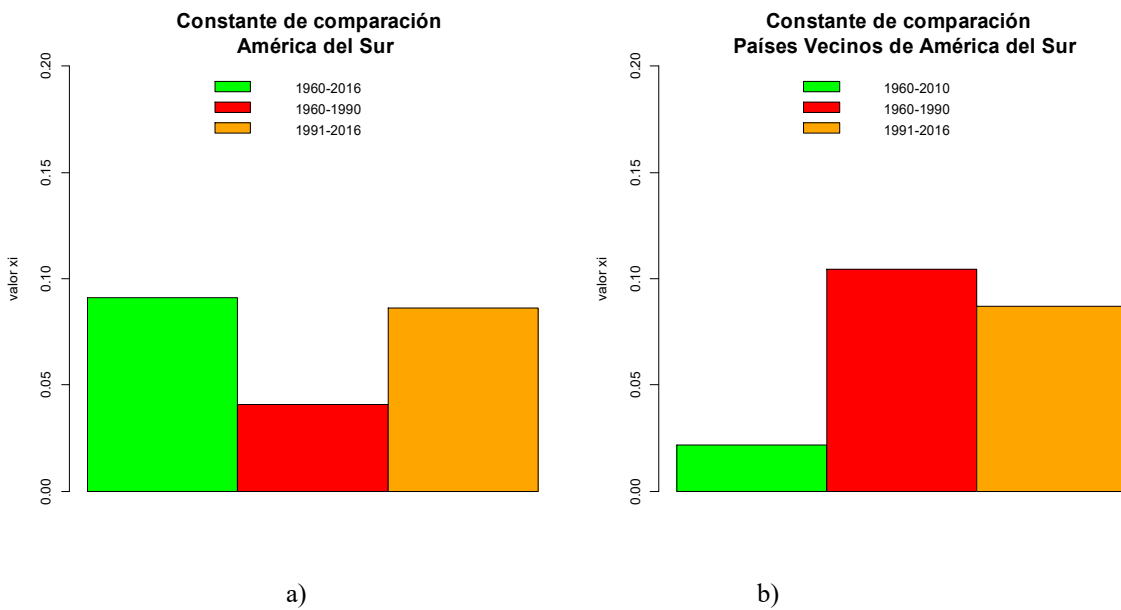 Constante de comparación
América del Sur
0.20
0.15
0.10
0.05
0.00
valor xi
1960-2016
1960-1990
1991-2016
a)
Constante de comparación
Países Vecinos de América del Sur
0.20
0.15
0.10
0.05
0.00
valor xi
1960-2010
1960-1990
1991-2016
b)